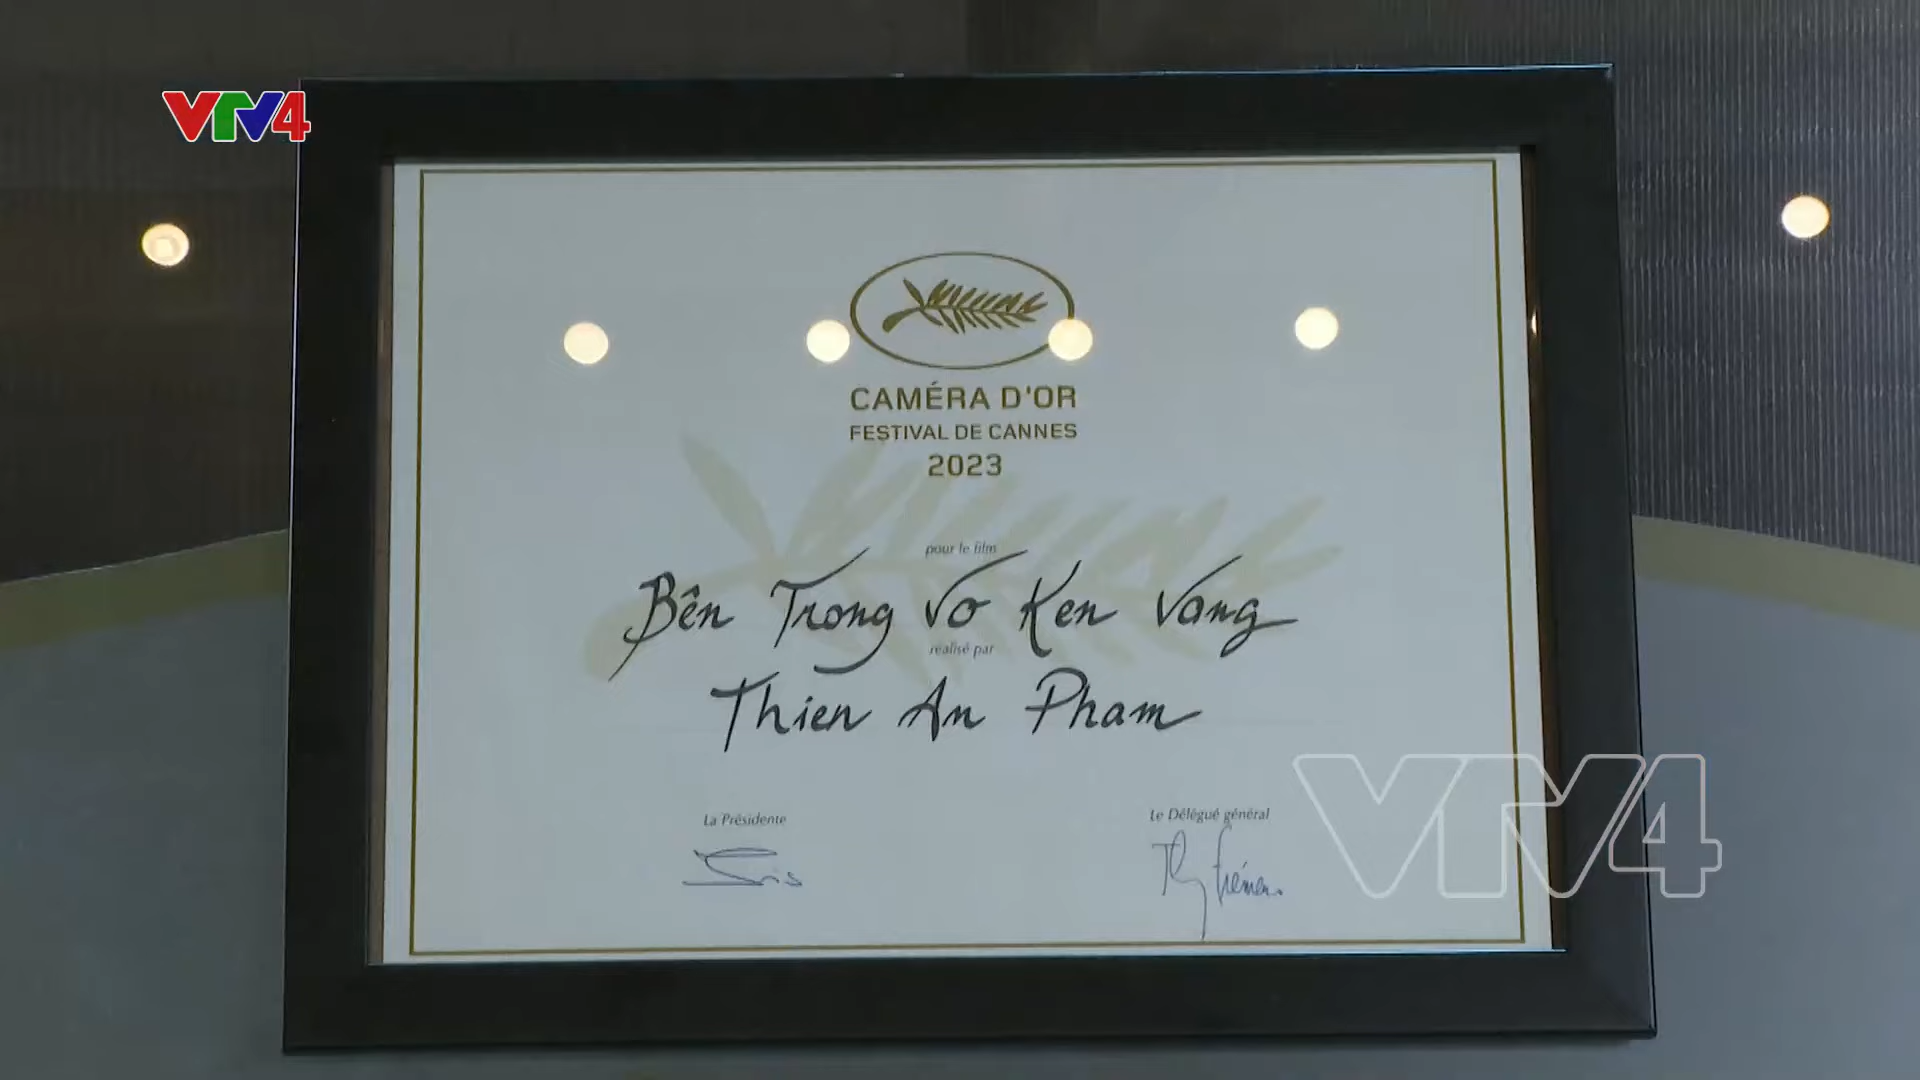 VTV4
CAMÉRA D'OR
FESTIVAL DE CANNES
2023
pour le film
Bên Trong Vo Ken Vang
réalisé par
Thien An Pham
La Présidente
Le Délégué général
VTV4